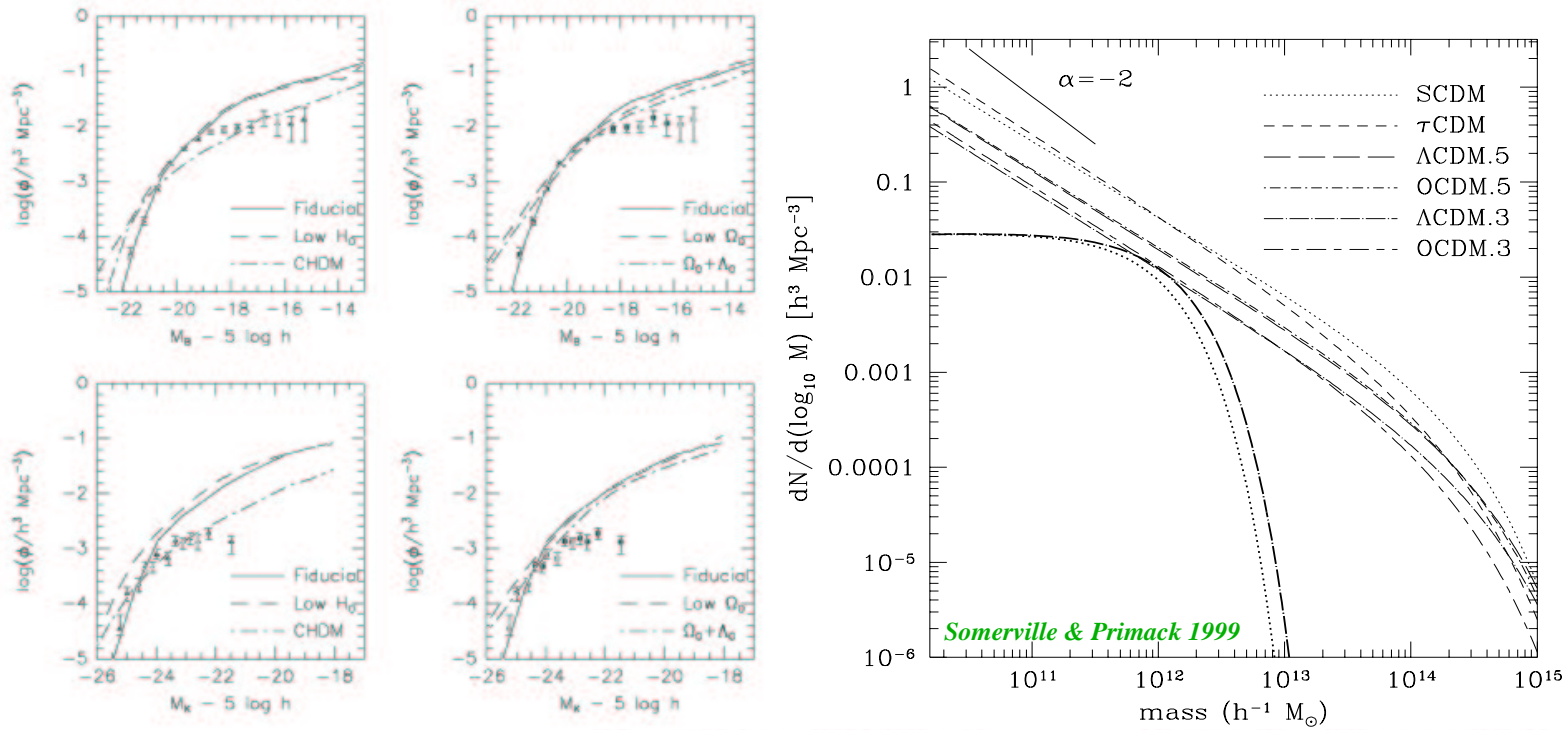 log(ϕ/h³ Mpc⁻³)
0
−1
−2
−3
−4
−5
Fiducial
Low H₀
CHDM
−22 −20 −18 −16 −14
M_B − 5 log h
log(ϕ/h³ Mpc⁻³)
0
−1
−2
−3
−4
−5
Fiducial
Low Ω₀
Ω₀+Λ₀
−22 −20 −18 −16 −14
M_B − 5 log h
log(ϕ/h³ Mpc⁻³)
0
−1
−2
−3
−4
−5
Fiducial
Low H₀
CHDM
−26 −24 −22 −20 −18
M_K − 5 log h
log(ϕ/h³ Mpc⁻³)
0
−1
−2
−3
−4
−5
Fiducial
Low Ω₀
Ω₀+Λ₀
−26 −24 −22 −20 −18
M_K − 5 log h
dN/d(log₁₀ M) [h³ Mpc⁻³]
1
0.1
0.01
0.001
0.0001
10⁻⁵
10⁻⁶
α=−2
SCDM
τCDM
ΛCDM.5
OCDM.5
ΛCDM.3
OCDM.3
Somerville & Primack 1999
10¹¹ 10¹² 10¹³ 10¹⁴ 10¹⁵
mass (h⁻¹ M☉)